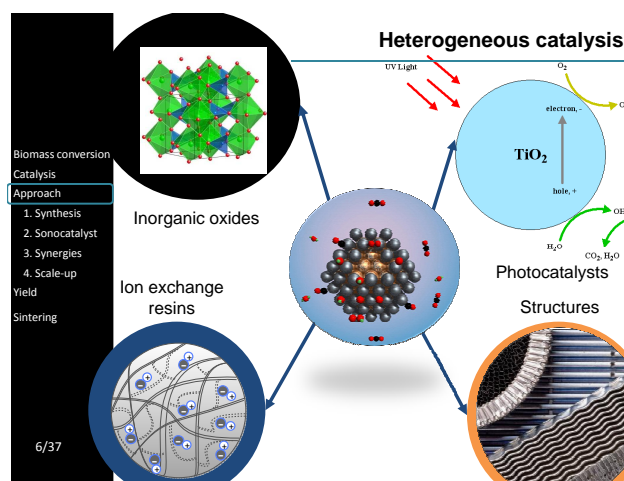 Heterogeneous catalysis
UV Light
O2
electron, -
TiO2
hole, +
H2O
CO2, H2O
Photocatalysts
Biomass conversion
Catalysis
Approach
1. Synthesis
2. Sonocatalyst
3. Synergies
4. Scale-up
Yield
Sintering
6/37
Inorganic oxides
Ion exchange
resins
Structures